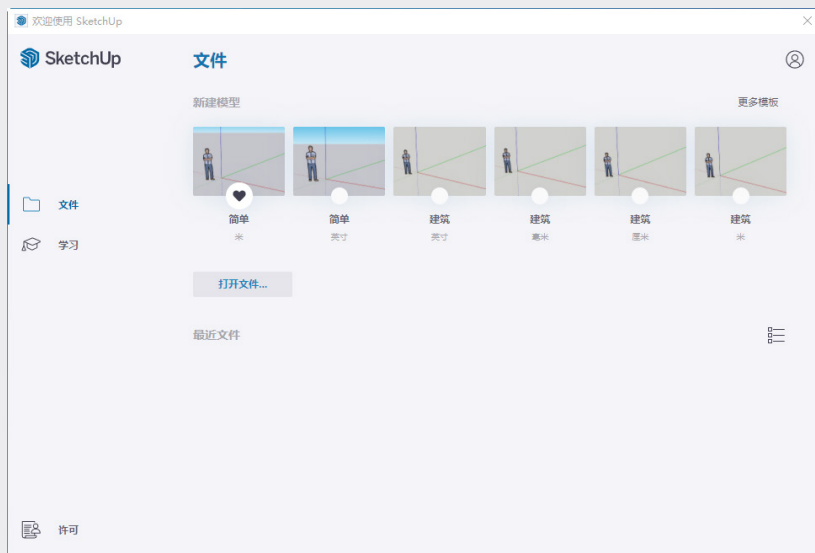 欢迎使用 SketchUp
SketchUp
文件
新建模型
更多模板
简单
米
简单
英寸
建筑
英寸
建筑
毫米
建筑
厘米
建筑
米
文件
学习
打开文件...
最近文件
许可